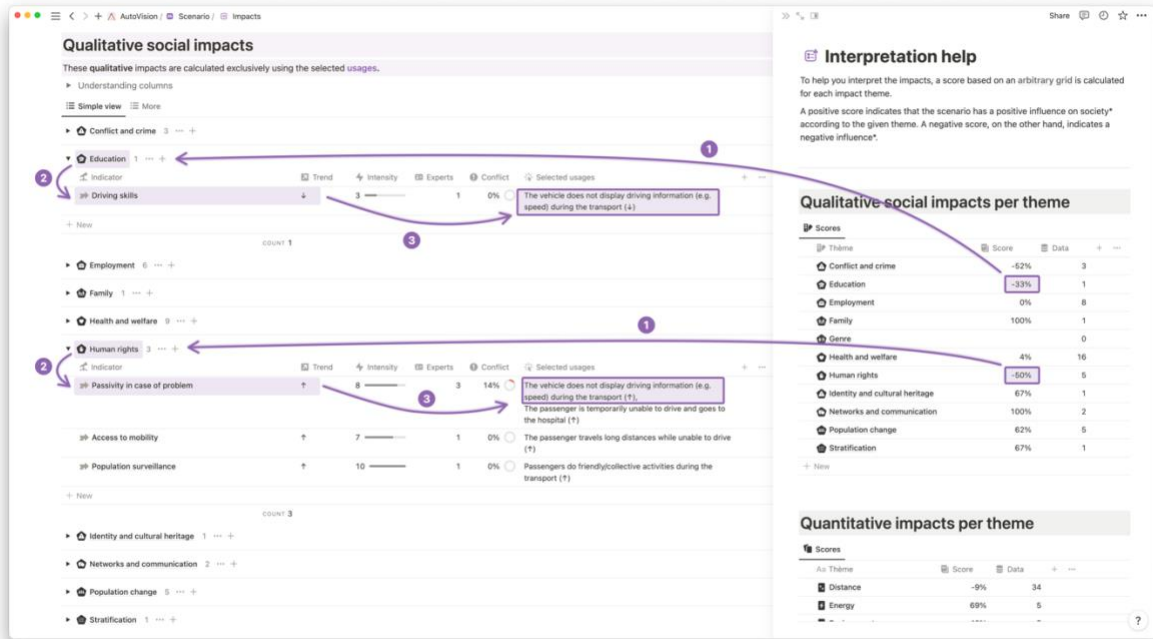 AutoVision / Scenario / Impacts
Qualitative social impacts
These qualitative impacts are calculated exclusively using the selected usages.
Understanding columns
Simple view More
Conflict and crime 3
Education 1
2
Indicator Trend Intensity Experts Conflict Selected usages
Driving skills ↓ 3 1 0% The vehicle does not display driving information (e.g.
speed) during the transport (↓)
+ New
3
COUNT 1
Employment 6
Family 1
Health and welfare 9
Human rights 3
2
Indicator Trend Intensity Experts Conflict Selected usages
Passivity in case of problem ↑ 8 3 14% The vehicle does not display driving information (e.g.
speed) during the transport (↑),
The passenger is temporarily unable to drive and goes to
the hospital (↑)
3
Access to mobility ↑ 7 1 0% The passenger travels long distances while unable to drive
(↑)
Population surveillance ↑ 10 1 0% Passengers do friendly/collective activities during the
transport (↑)
+ New
COUNT 3
Identity and cultural heritage 1
Networks and communication 2
Population change 5
Stratification 1
1
1
Share
Interpretation help
To help you interpret the impacts, a score based on an arbitrary grid is calculated
for each impact theme.
A positive score indicates that the scenario has a positive influence on society*
according to the given theme. A negative score, on the other hand, indicates a
negative influence*.
Qualitative social impacts per theme
Scores
Thème Score Data
Conflict and crime -52% 3
Education -33% 1
Employment 0% 8
Family 100% 1
Genre 0
Health and welfare 4% 16
Human rights -50% 5
Identity and cultural heritage 67% 1
Networks and communication 100% 2
Population change 62% 5
Stratification 67% 1
+ New
Quantitative impacts per theme
Scores
Aa Thème Score Data
Distance -9% 34
Energy 69% 5
?